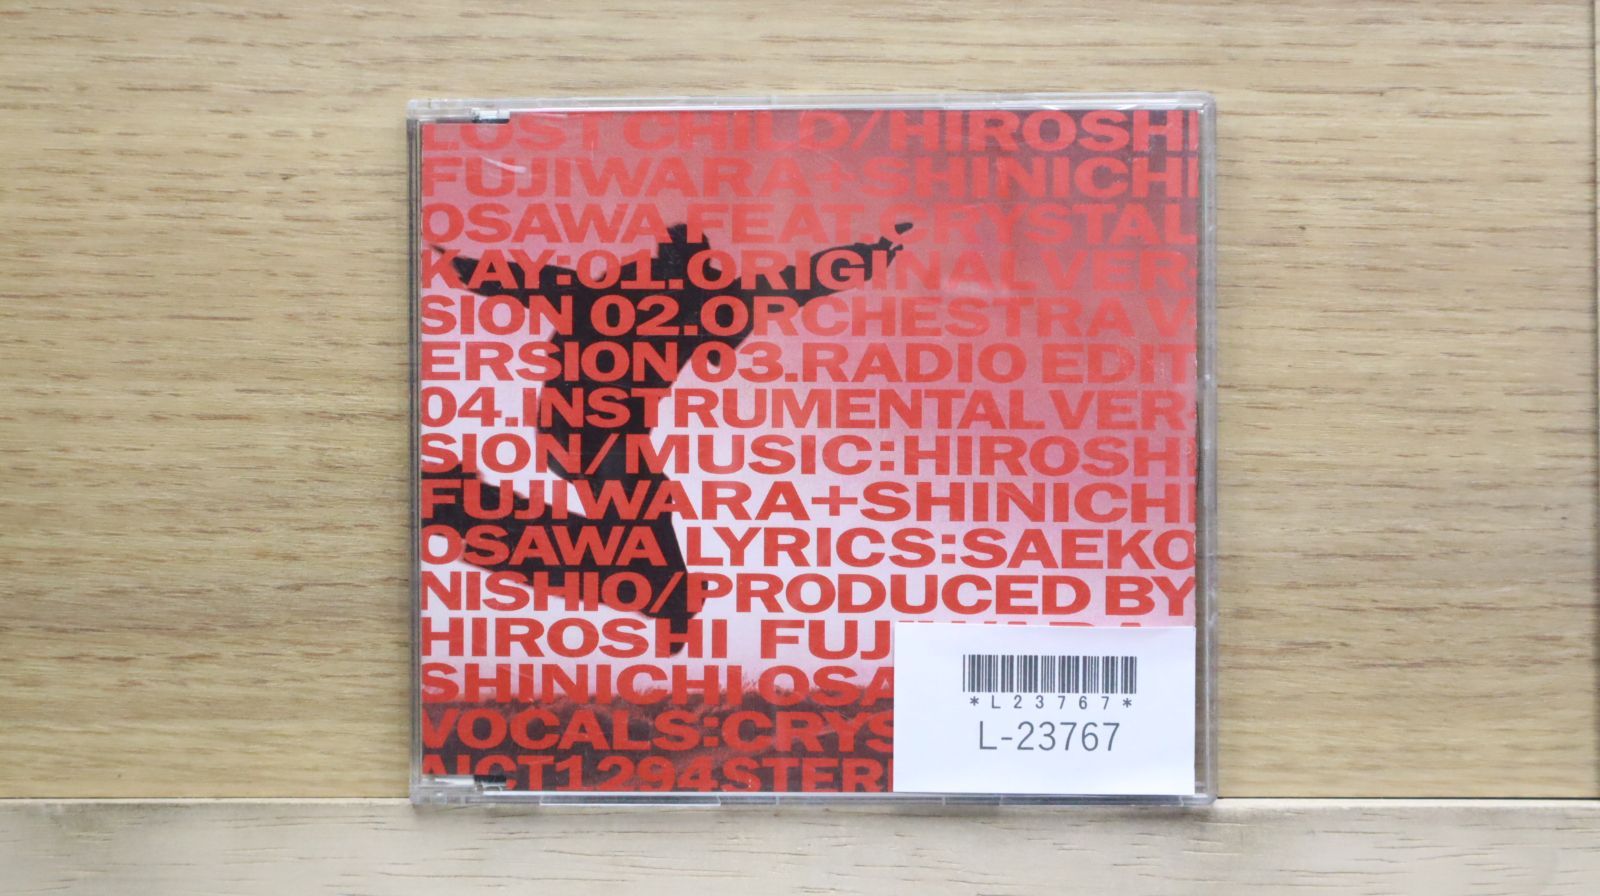 LOST CHILD/HIROSHI
FUJIWARA+SHINICHI
OSAWA FEAT.CRYSTAL
KAY:01.ORIGINAL VER-
SION 02.ORCHESTRA V-
ERSION 03.RADIO EDIT
04.INSTRUMENTAL VER-
SION/MUSIC:HIROSHI
FUJIWARA+SHINICHI
OSAWA LYRICS:SAEKO
NISHIO/PRODUCED BY
HIROSHI FUJIWARA
SHINICHI OSA
VOCALS:CRYS
AICT1294STER
*L23767*
L-23767